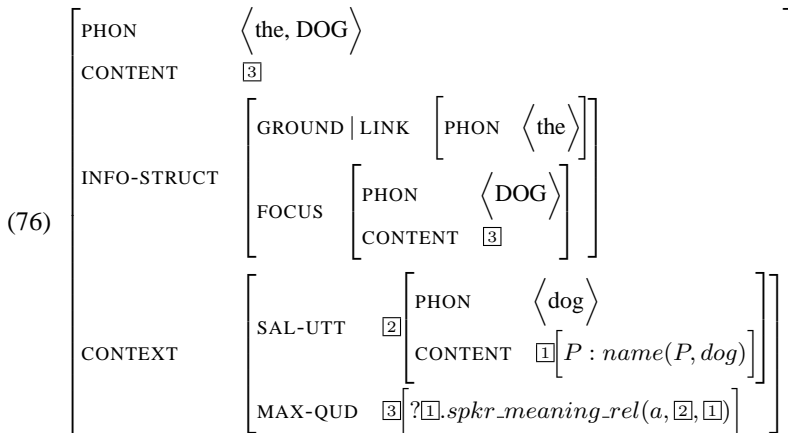 PHON ⟨the, DOG⟩
CONTENT [3]
GROUND | LINK [PHON ⟨the⟩]
INFO-STRUCT
FOCUS [PHON ⟨DOG⟩
CONTENT [3]]
(76)
SAL-UTT [2][PHON ⟨dog⟩
CONTENT [1][P : name(P, dog)]]
CONTEXT
MAX-QUD [3][?[1].spkr_meaning_rel(a, [2], [1])]